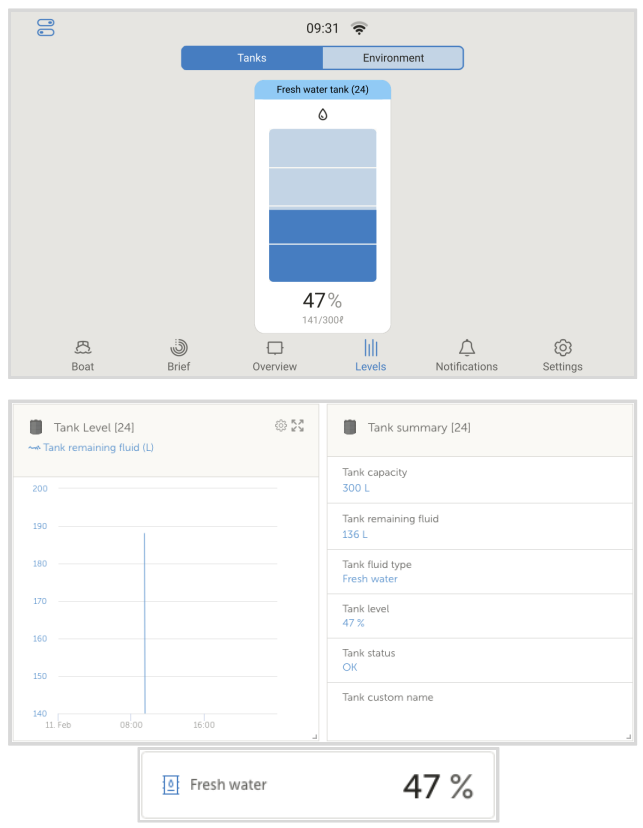 09:31
Tanks Environment
Fresh water tank (24)
47%
141/300ℓ
Boat Brief Overview Levels Notifications Settings
Tank Level [24]
Tank remaining fluid (L)
200
190
180
170
160
150
140
11. Feb 08:00 16:00
Tank summary [24]
Tank capacity
300 L
Tank remaining fluid
136 L
Tank fluid type
Fresh water
Tank level
47 %
Tank status
OK
Tank custom name
Fresh water 47 %